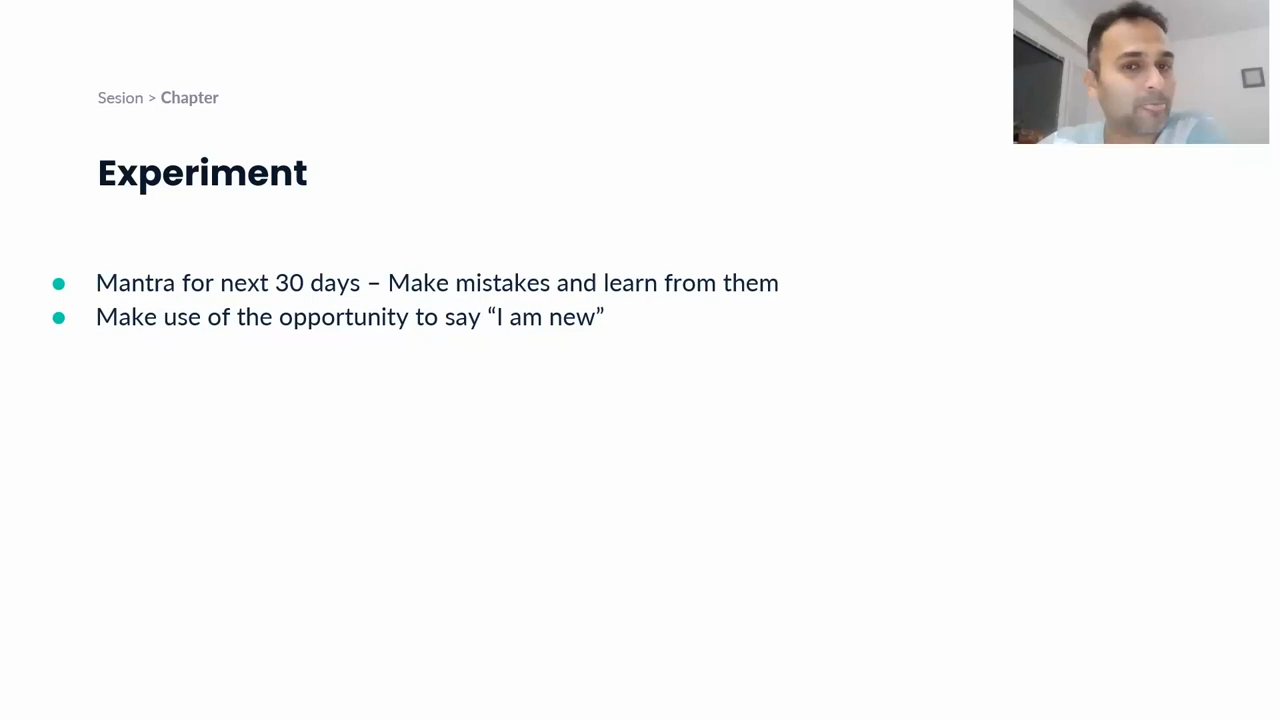 Sesion > Chapter
Experiment
● Mantra for next 30 days – Make mistakes and learn from them
● Make use of the opportunity to say “I am new”